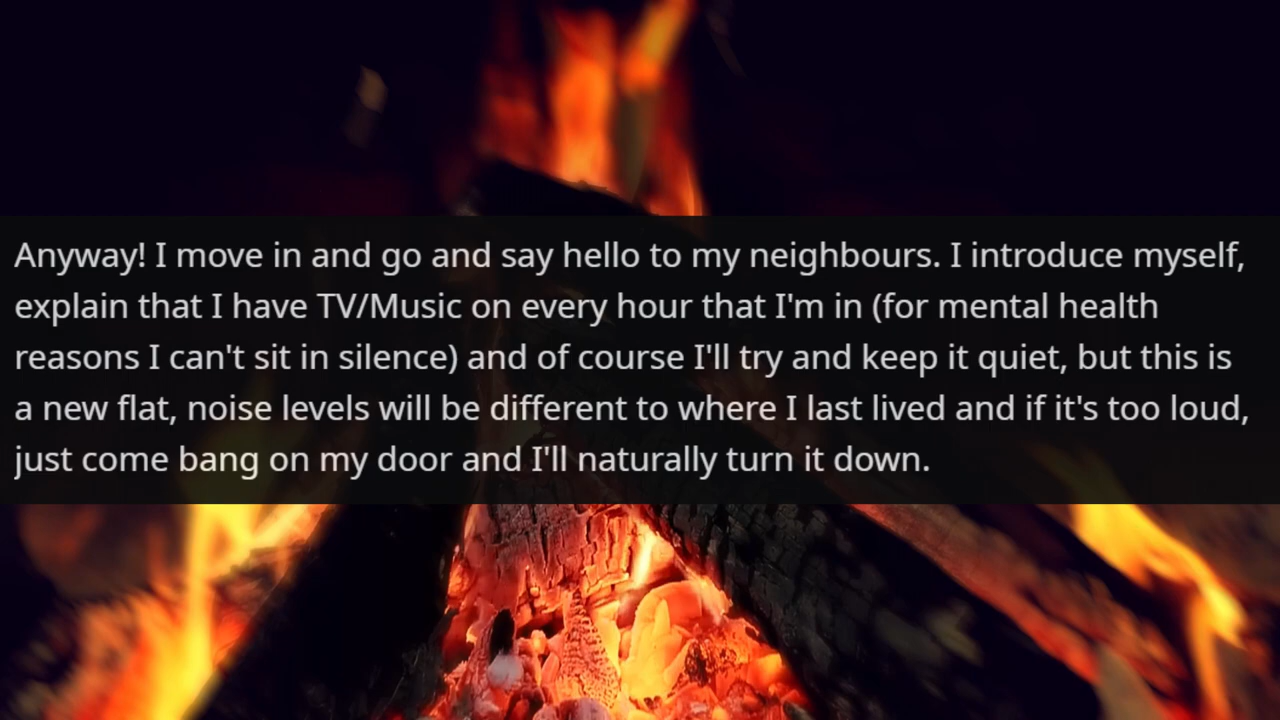 Anyway! I move in and go and say hello to my neighbours. I introduce myself,
explain that I have TV/Music on every hour that I'm in (for mental health
reasons I can't sit in silence) and of course I'll try and keep it quiet, but this is
a new flat, noise levels will be different to where I last lived and if it's too loud,
just come bang on my door and I'll naturally turn it down.